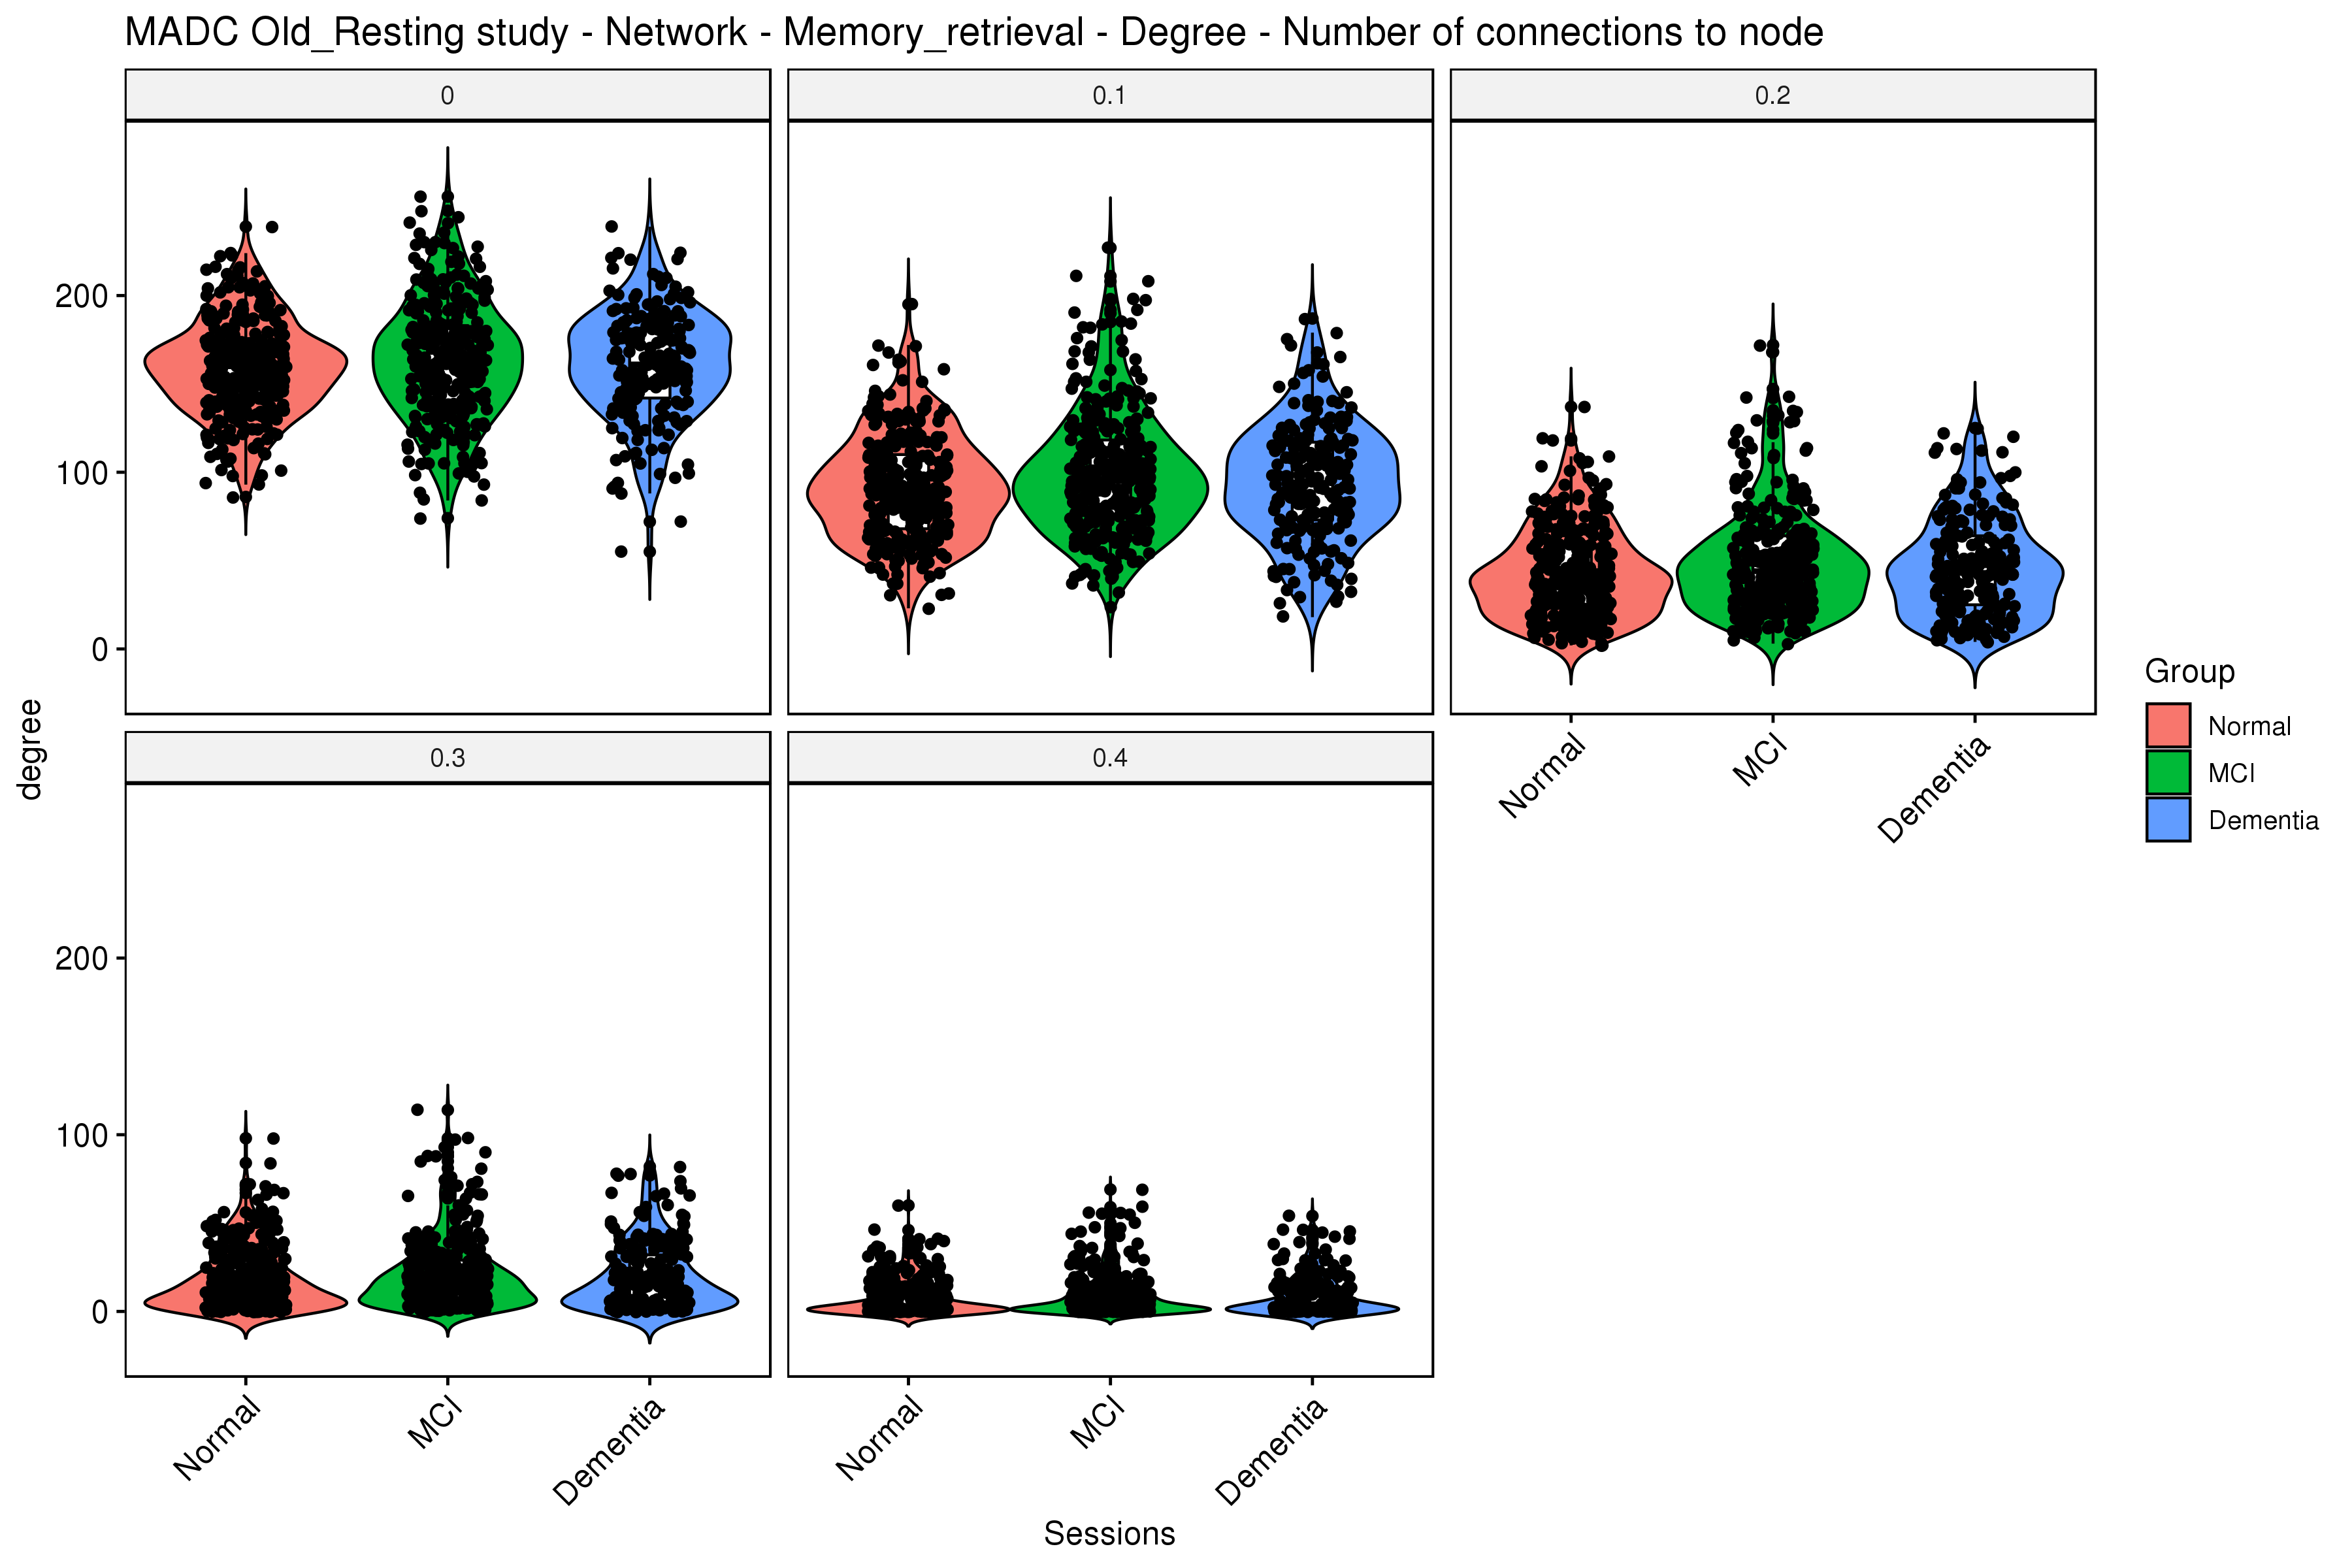 MADC Old_Resting study - Network - Memory_retrieval - Degree - Number of connections to node
0
0.1
0.2
200
100
0
Normal
MCI
Dementia
degree
Group
Normal
MCI
Dementia
0.3
0.4
200
100
0
Normal
MCI
Dementia
Normal
MCI
Dementia
Sessions